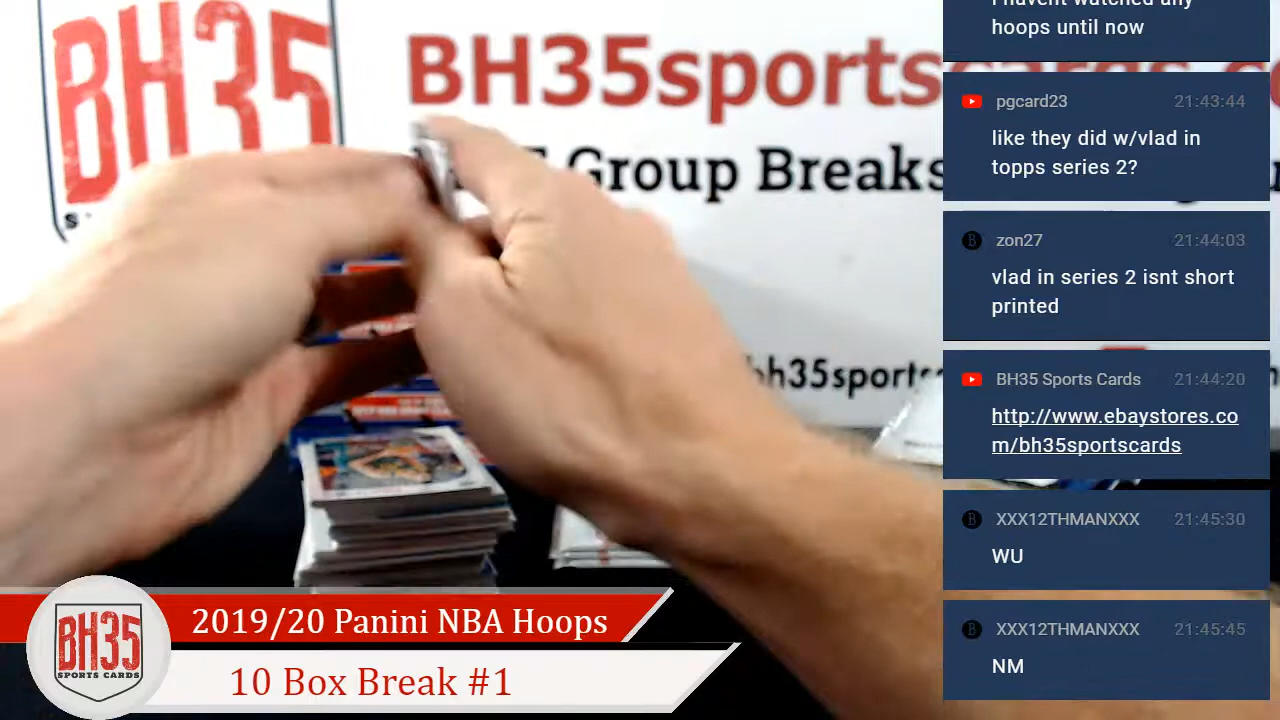 BH35
BH35sportscards.c
Group Breaks
bh35sports
I havent watched any
hoops until now
pgcard23 21:43:44
like they did w/vlad in
topps series 2?
zon27 21:44:03
vlad in series 2 isnt short
printed
BH35 Sports Cards 21:44:20
http://www.ebaystores.co
m/bh35sportscards
XXX12THMANXXX 21:45:30
WU
XXX12THMANXXX 21:45:45
NM
BH35
SPORTS CARDS
2019/20 Panini NBA Hoops
10 Box Break #1